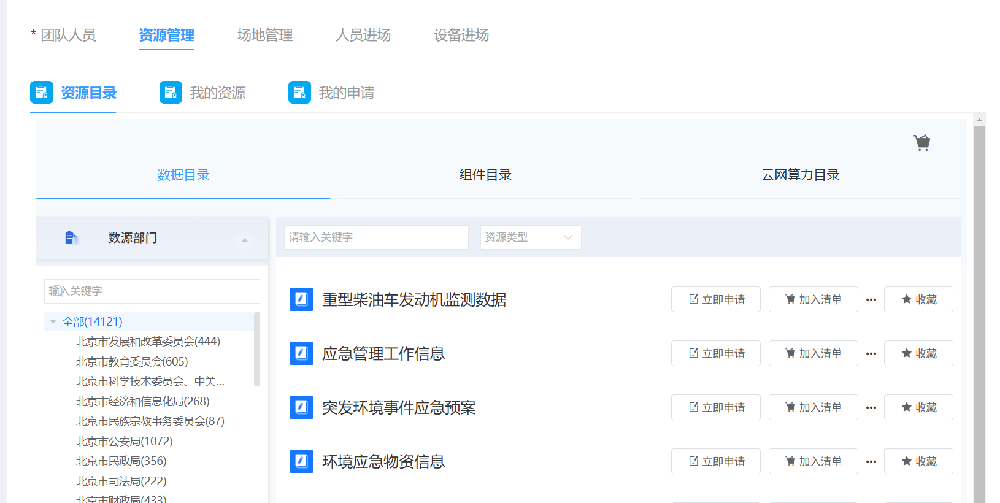 * 团队人员 资源管理 场地管理 人员进场 设备进场
资源目录 我的资源 我的申请
数据目录 组件目录 云网算力目录
数源部门
请输入关键字 资源类型
输入关键字
全部(14121)
北京市发展和改革委员会(444)
北京市教育委员会(605)
北京市科学技术委员会、中关...
北京市经济和信息化局(268)
北京市民族宗教事务委员会(87)
北京市公安局(1072)
北京市民政局(356)
北京市司法局(222)
北京市财政局(433)
重型柴油车发动机监测数据 立即申请 加入清单 ••• 收藏
应急管理工作信息 立即申请 加入清单 ••• 收藏
突发环境事件应急预案 立即申请 加入清单 ••• 收藏
环境应急物资信息 立即申请 加入清单 ••• 收藏